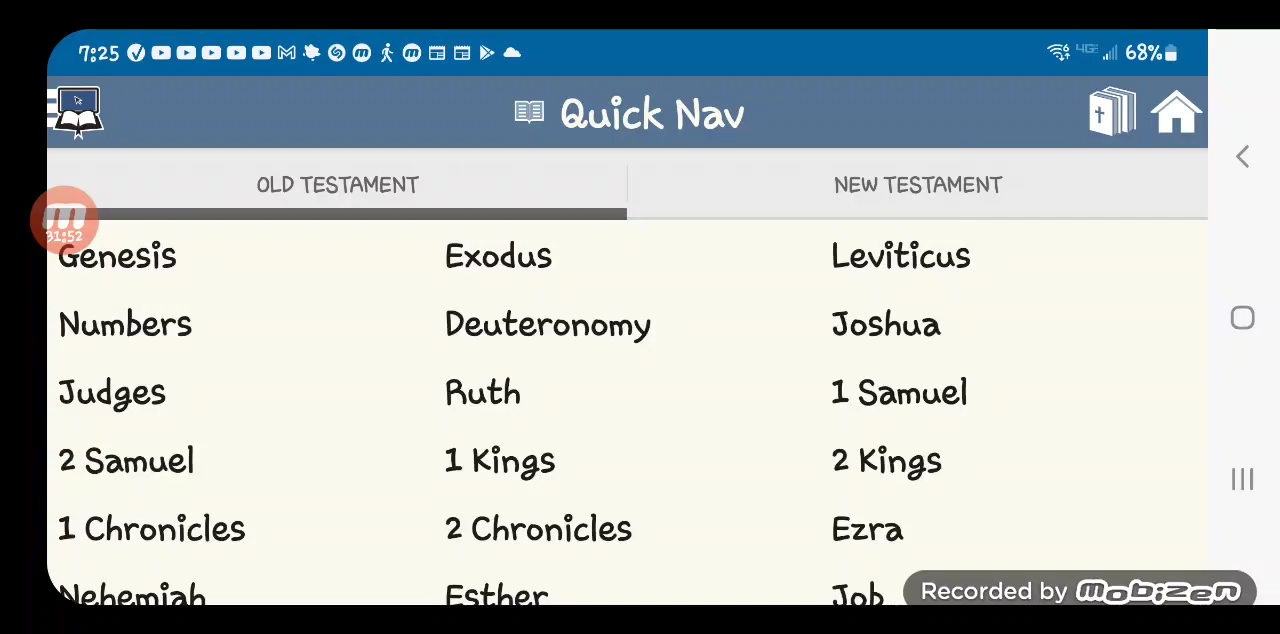 7:25 68%
Quick Nav
OLD TESTAMENT NEW TESTAMENT
31:52
Genesis Exodus Leviticus
Numbers Deuteronomy Joshua
Judges Ruth 1 Samuel
2 Samuel 1 Kings 2 Kings
1 Chronicles 2 Chronicles Ezra
Nehemiah Esther Job
Recorded by mobizen